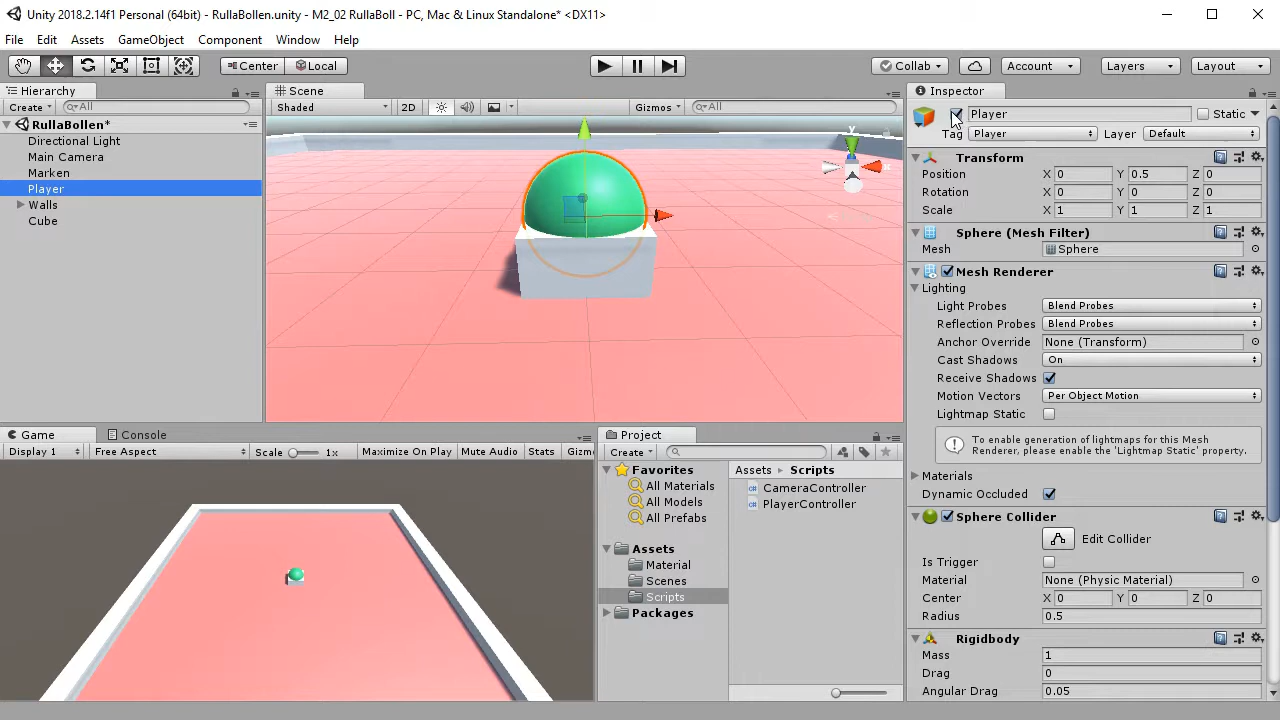 Unity 2018.2.14f1 Personal (64bit) - RullaBollen.unity - M2_02 RullaBoll - PC, Mac & Linux Standalone* <DX11>
File Edit Assets GameObject Component Window Help
Center Local Collab Account Layers Layout
Hierarchy
Create All
RullaBollen*
Directional Light
Main Camera
Marken
Player
Walls
Cube
Scene
Shaded 2D Gizmos All
y
Game Console
Display 1 Free Aspect Scale 1x Maximize On Play Mute Audio Stats Gizm
Project
Create
Favorites
All Materials
All Models
All Prefabs
Assets
Material
Scenes
Scripts
Packages
Assets Scripts
CameraController
PlayerController
Inspector
Player Static
Tag Player Layer Default
Transform
Position X 0 Y 0.5 Z 0
Rotation X 0 Y 0 Z 0
Scale X 1 Y 1 Z 1
Sphere (Mesh Filter)
Mesh Sphere
Mesh Renderer
Lighting
Light Probes Blend Probes
Reflection Probes Blend Probes
Anchor Override None (Transform)
Cast Shadows On
Receive Shadows
Motion Vectors Per Object Motion
Lightmap Static
To enable generation of lightmaps for this Mesh
Renderer, please enable the 'Lightmap Static' property.
Materials
Dynamic Occluded
Sphere Collider
Edit Collider
Is Trigger
Material None (Physic Material)
Center X 0 Y 0 Z 0
Radius 0.5
Rigidbody
Mass 1
Drag 0
Angular Drag 0.05